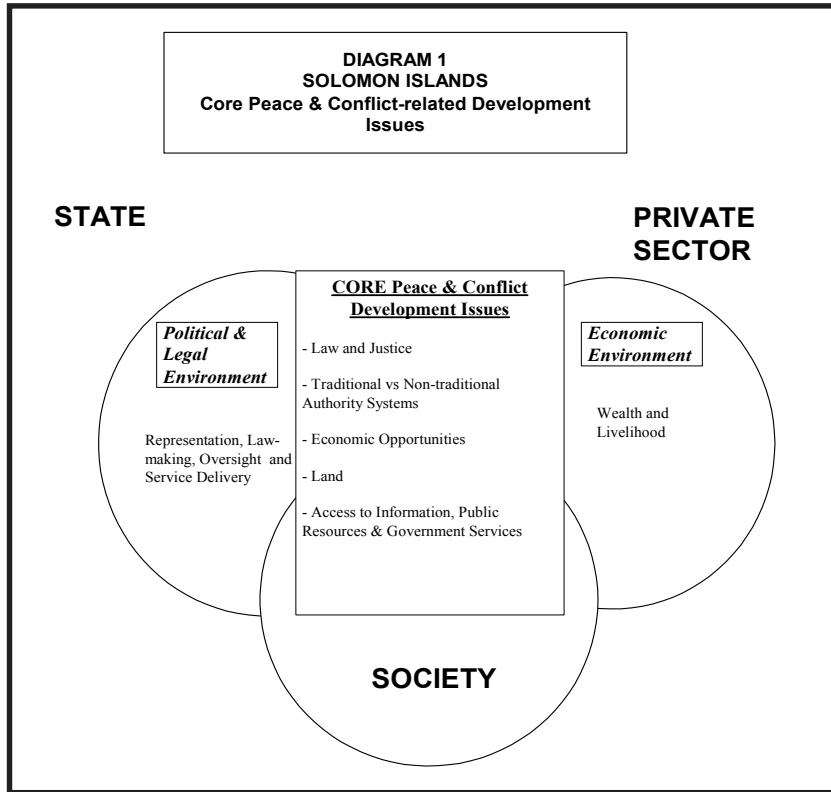 DIAGRAM 1
SOLOMON ISLANDS
Core Peace & Conflict-related Development
Issues
STATE
PRIVATE
SECTOR
Political &
Legal
Environment
Representation, Law-
making, Oversight and
Service Delivery
CORE Peace & Conflict
Development Issues
- Law and Justice
- Traditional vs Non-traditional
Authority Systems
- Economic Opportunities
- Land
- Access to Information, Public
Resources & Government Services
Economic
Environment
Wealth and
Livelihood
SOCIETY